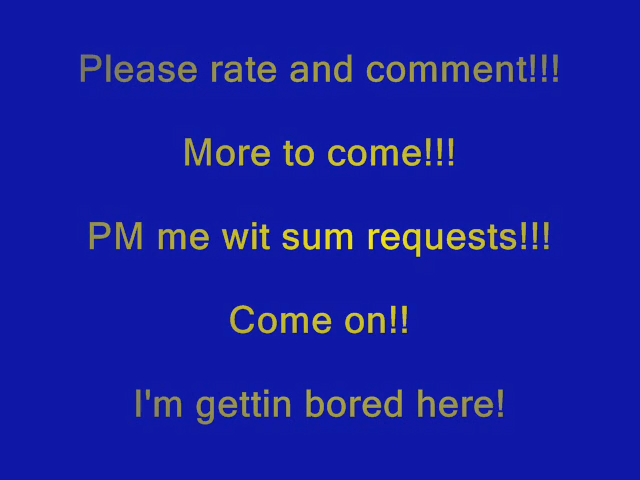 Please rate and comment!!!
More to come!!!
PM me wit sum requests!!!
Come on!!
I'm gettin bored here!